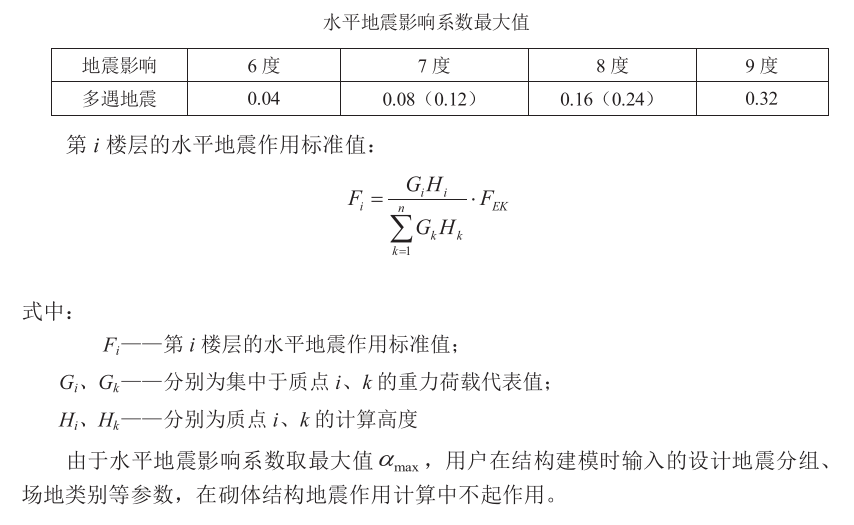 水平地震影响系数最大值
地震影响 6 度 7 度 8 度 9 度
多遇地震 0.04 0.08（0.12） 0.16（0.24） 0.32
第 i 楼层的水平地震作用标准值：
F_i = \frac{G_i H_i}{\sum_{k=1}^{n} G_k H_k} \cdot F_{EK}
式中：
F_i——第 i 楼层的水平地震作用标准值；
G_i、G_k——分别为集中于质点 i、k 的重力荷载代表值；
H_i、H_k——分别为质点 i、k 的计算高度
由于水平地震影响系数取最大值 α_max，用户在结构建模时输入的设计地震分组、
场地类别等参数，在砌体结构地震作用计算中不起作用。